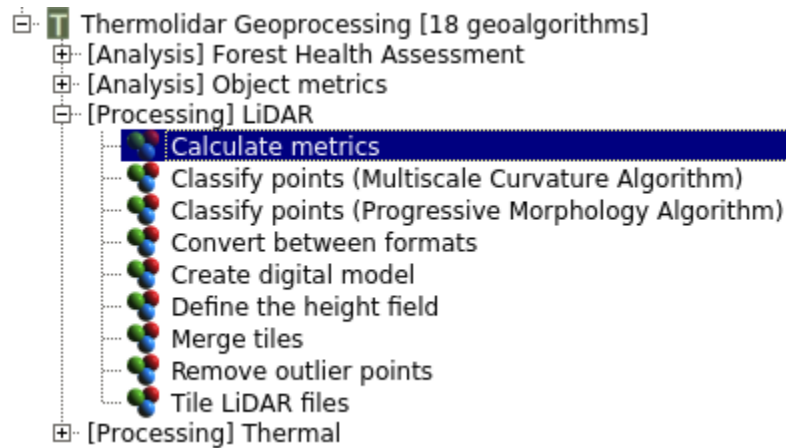 T Thermolidar Geoprocessing [18 geoalgorithms]
[Analysis] Forest Health Assessment
[Analysis] Object metrics
[Processing] LiDAR
Calculate metrics
Classify points (Multiscale Curvature Algorithm)
Classify points (Progressive Morphology Algorithm)
Convert between formats
Create digital model
Define the height field
Merge tiles
Remove outlier points
Tile LiDAR files
[Processing] Thermal